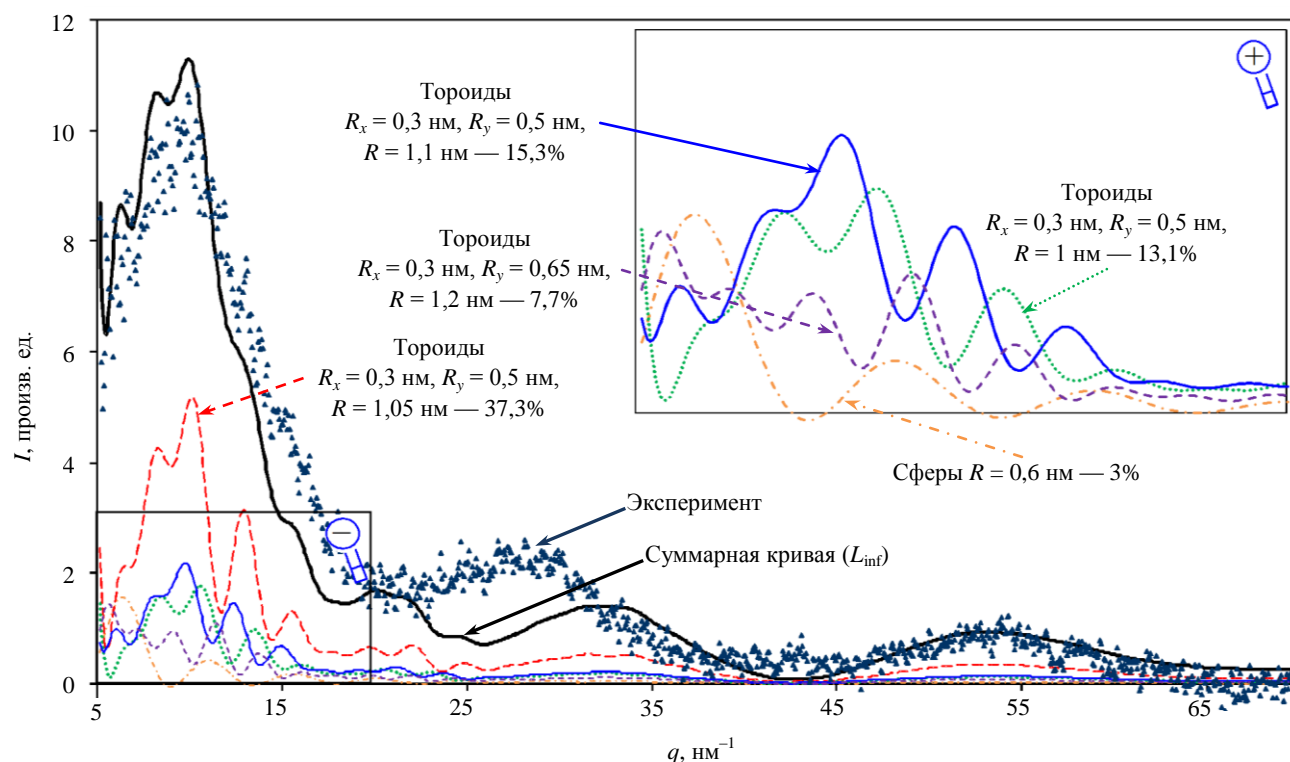 12
10
8
6
4
2
0
I, произв. ед.
Тороиды
Rx = 0,3 нм, Ry = 0,5 нм,
R = 1,1 нм — 15,3%
Тороиды
Rx = 0,3 нм, Ry = 0,65 нм,
R = 1,2 нм — 7,7%
Тороиды
Rx = 0,3 нм, Ry = 0,5 нм,
R = 1,05 нм — 37,3%
+
Тороиды
Rx = 0,3 нм, Ry = 0,5 нм,
R = 1 нм — 13,1%
Сферы R = 0,6 нм — 3%
Эксперимент
Суммарная кривая (Linf)
−
5 15 25 35 45 55 65
q, нм⁻¹